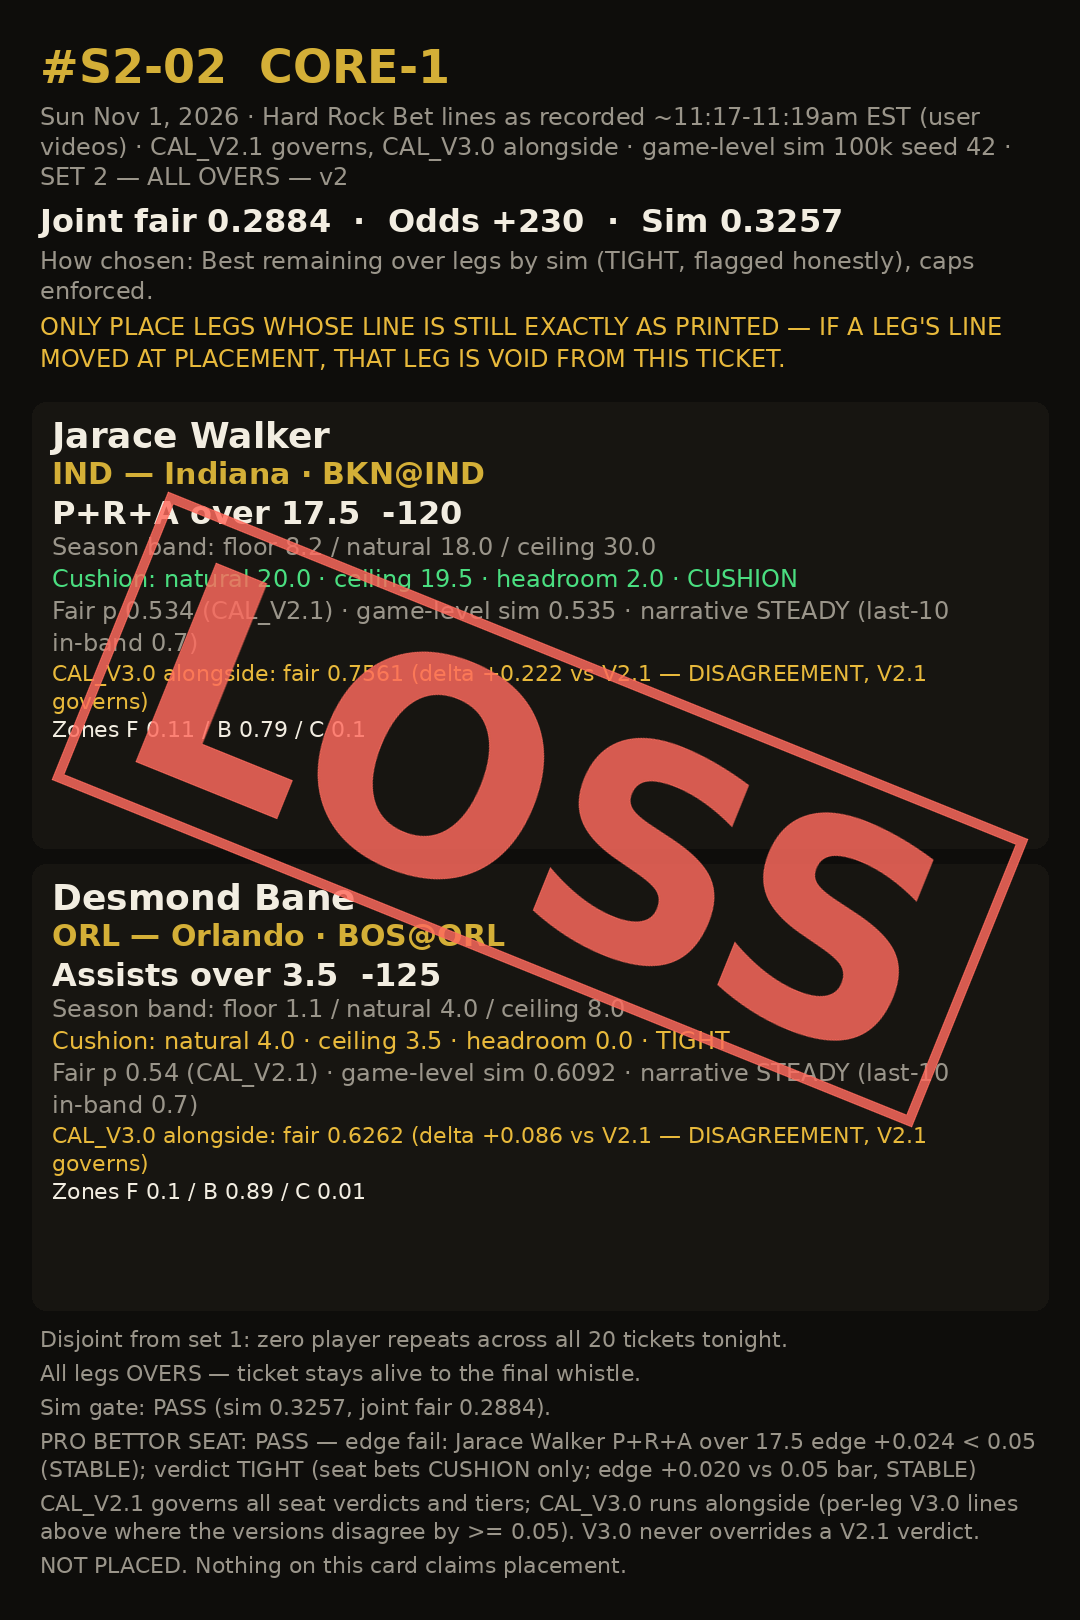 #S2-02 CORE-1
Sun Nov 1, 2026 · Hard Rock Bet lines as recorded ~11:17-11:19am EST (user
videos) · CAL_V2.1 governs, CAL_V3.0 alongside · game-level sim 100k seed 42 ·
SET 2 — ALL OVERS — v2
Joint fair 0.2884 · Odds +230 · Sim 0.3257
How chosen: Best remaining over legs by sim (TIGHT, flagged honestly), caps
enforced.
ONLY PLACE LEGS WHOSE LINE IS STILL EXACTLY AS PRINTED — IF A LEG'S LINE
MOVED AT PLACEMENT, THAT LEG IS VOID FROM THIS TICKET.
Jarace Walker
IND — Indiana · BKN@IND
P+R+A over 17.5 -120
Season band: floor 8.2 / natural 18.0 / ceiling 30.0
Cushion: natural 20.0 · ceiling 19.5 · headroom 2.0 · CUSHION
Fair p 0.534 (CAL_V2.1) · game-level sim 0.535 · narrative STEADY (last-10
in-band 0.7)
CAL_V3.0 alongside: fair 0.7561 (delta +0.222 vs V2.1 — DISAGREEMENT, V2.1
governs)
Zones F 0.11 / B 0.79 / C 0.1
LOSS
Desmond Bane
ORL — Orlando · BOS@ORL
Assists over 3.5 -125
Season band: floor 1.1 / natural 4.0 / ceiling 8.0
Cushion: natural 4.0 · ceiling 3.5 · headroom 0.0 · TIGHT
Fair p 0.54 (CAL_V2.1) · game-level sim 0.6092 · narrative STEADY (last-10
in-band 0.7)
CAL_V3.0 alongside: fair 0.6262 (delta +0.086 vs V2.1 — DISAGREEMENT, V2.1
governs)
Zones F 0.1 / B 0.89 / C 0.01
Disjoint from set 1: zero player repeats across all 20 tickets tonight.
All legs OVERS — ticket stays alive to the final whistle.
Sim gate: PASS (sim 0.3257, joint fair 0.2884).
PRO BETTOR SEAT: PASS — edge fail: Jarace Walker P+R+A over 17.5 edge +0.024 < 0.05
(STABLE); verdict TIGHT (seat bets CUSHION only; edge +0.020 vs 0.05 bar, STABLE)
CAL_V2.1 governs all seat verdicts and tiers; CAL_V3.0 runs alongside (per-leg V3.0 lines
above where the versions disagree by >= 0.05). V3.0 never overrides a V2.1 verdict.
NOT PLACED. Nothing on this card claims placement.